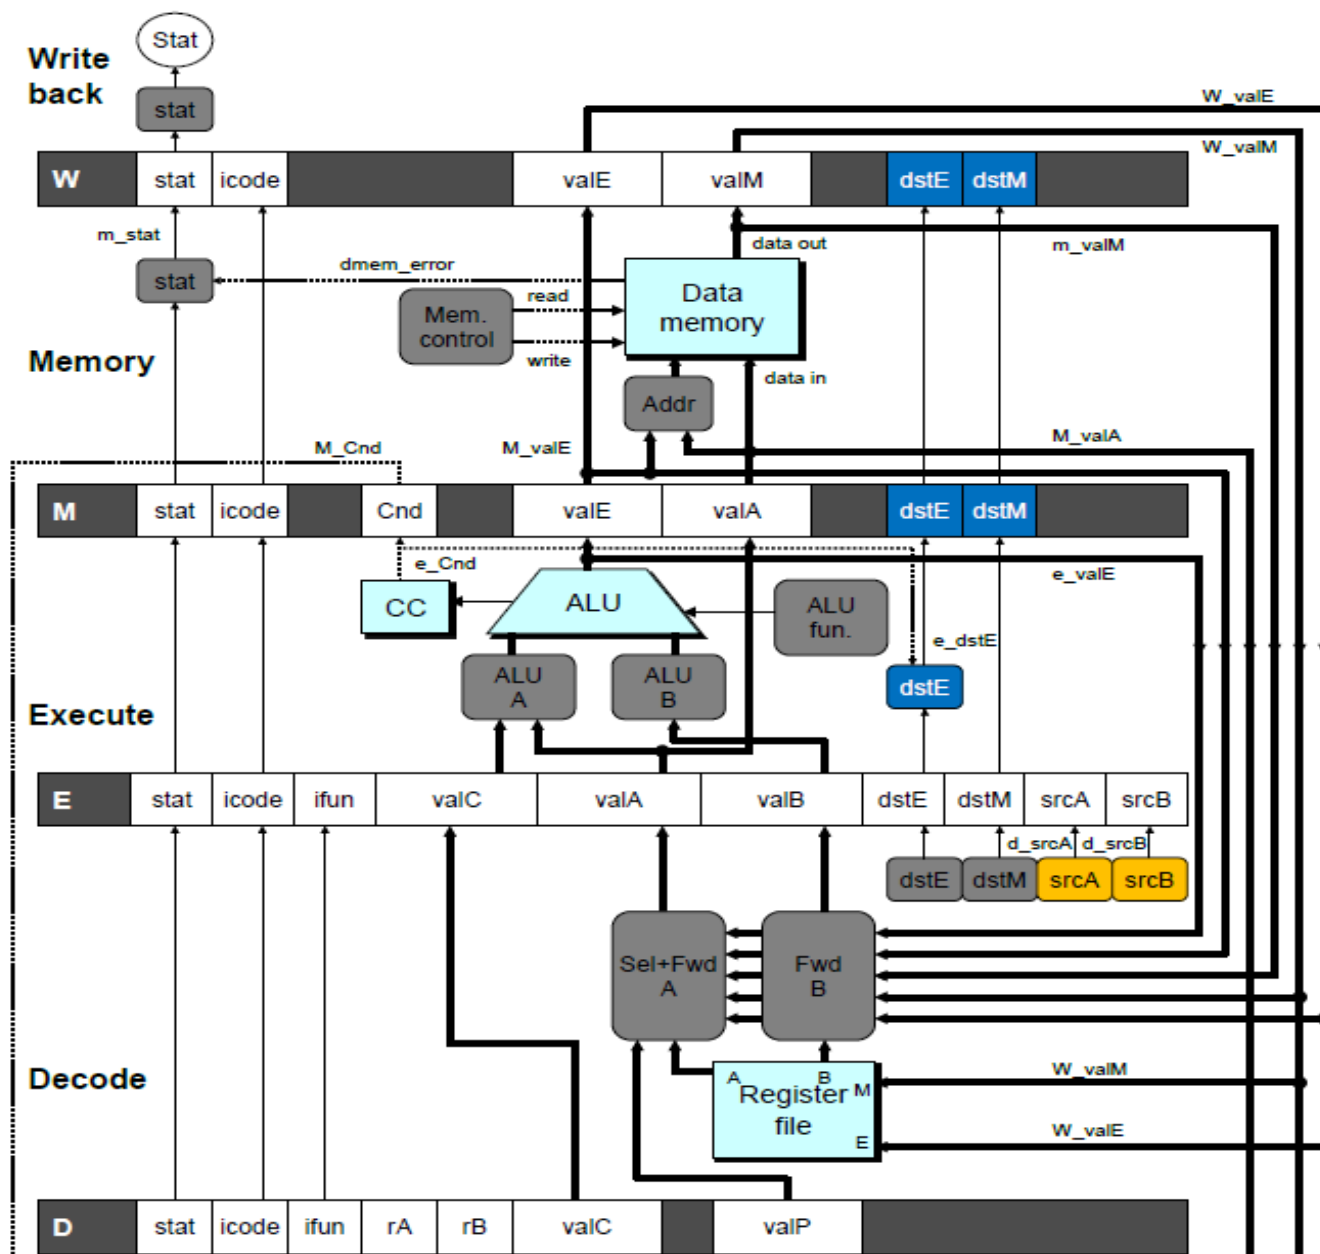 Stat
Write
back
stat
W_valE
W_valM
W
stat
icode
valE
valM
dstE
dstM
m_stat
data out
m_valM
stat
dmem_error
Data
memory
read
Mem.
control
write
Memory
data in
Addr
M_Cnd
M_valE
M_valA
M
stat
icode
Cnd
valE
valA
dstE
dstM
e_Cnd
e_valE
CC
ALU
ALU
fun.
e_dstE
ALU
A
ALU
B
dstE
Execute
E
stat
icode
ifun
valC
valA
valB
dstE
dstM
srcA
srcB
d_srcA
d_srcB
dstE
dstM
srcA
srcB
Sel+Fwd
A
Fwd
B
Decode
A
B
Register
file
M
E
W_valM
W_valE
D
stat
icode
ifun
rA
rB
valC
valP